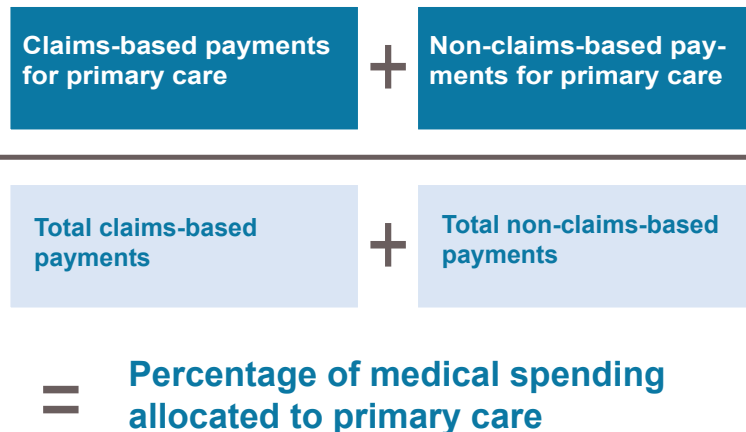 Claims-based payments
for primary care
+
Non-claims-based pay-
ments for primary care
Total claims-based
payments
+
Total non-claims-based
payments
=
Percentage of medical spending
allocated to primary care